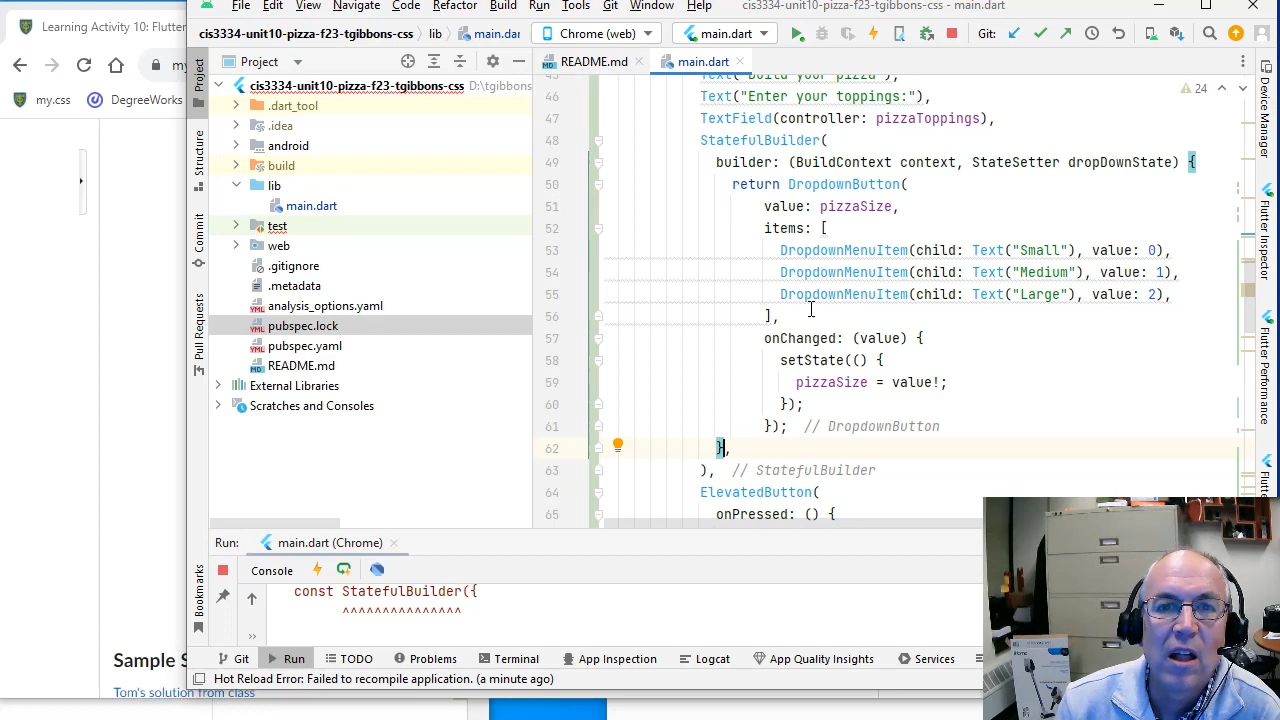 Learning Activity 10: Flutter
my
my.css
DegreeWorks
Sample S
Tom's solution from class
File Edit View Navigate Code Refactor Build Run Tools Git Window Help cis3334-unit10-pizza-f23-tgibbons-css - main.dart
cis3334-unit10-pizza-f23-tgibbons-css lib main.dar
Chrome (web) main.dart Git:
Project
README.md main.dart
cis3334-unit10-pizza-f23-tgibbons-css D:\tgibbons
.dart_tool
.idea
android
build
lib
main.dart
test
web
.gitignore
.metadata
analysis_options.yaml
pubspec.lock
pubspec.yaml
README.md
External Libraries
Scratches and Consoles
Project
Structure
Commit
Pull Requests
Bookmarks
24
Text("Build your pizza"),
46 Text("Enter your toppings:"),
47 TextField(controller: pizzaToppings),
48 StatefulBuilder(
49 builder: (BuildContext context, StateSetter dropDownState) {
50 return DropdownButton(
51 value: pizzaSize,
52 items: [
53 DropdownMenuItem(child: Text("Small"), value: 0),
54 DropdownMenuItem(child: Text("Medium"), value: 1),
55 DropdownMenuItem(child: Text("Large"), value: 2),
56 ],
57 onChanged: (value) {
58 setState(() {
59 pizzaSize = value!;
60 });
61 }); // DropdownButton
62 },
63 ), // StatefulBuilder
64 ElevatedButton(
65 onPressed: () {
Device Manager
Flutter Inspector
Flutter Performance
Run: main.dart (Chrome)
Console
const StatefulBuilder({
^^^^^^^^^^^^^^^
Git Run TODO Problems Terminal App Inspection Logcat App Quality Insights Services
Hot Reload Error: Failed to compile application. (a minute ago)